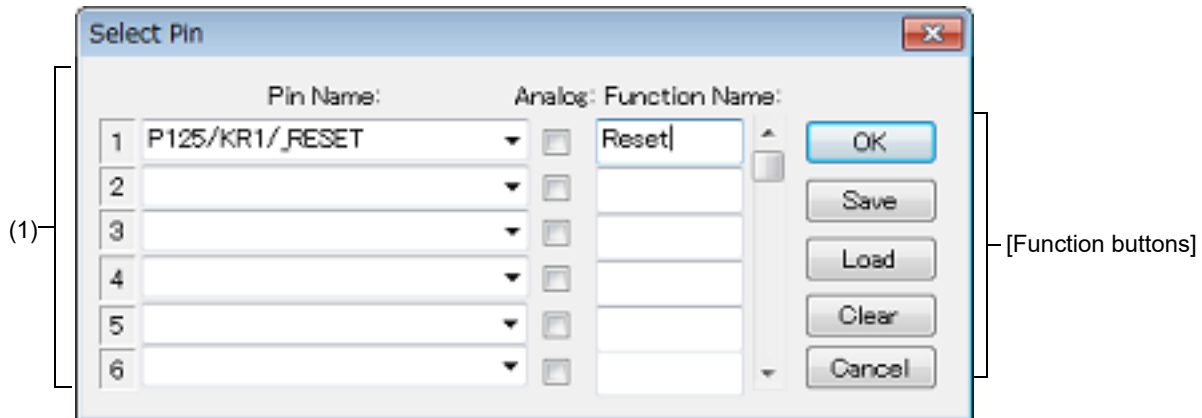 Select Pin
Pin Name: Analog: Function Name:
1 P125/KR1/_RESET Reset OK
2
Save
3
(1) [Function buttons]
Load
4
5 Clear
6 Cancel